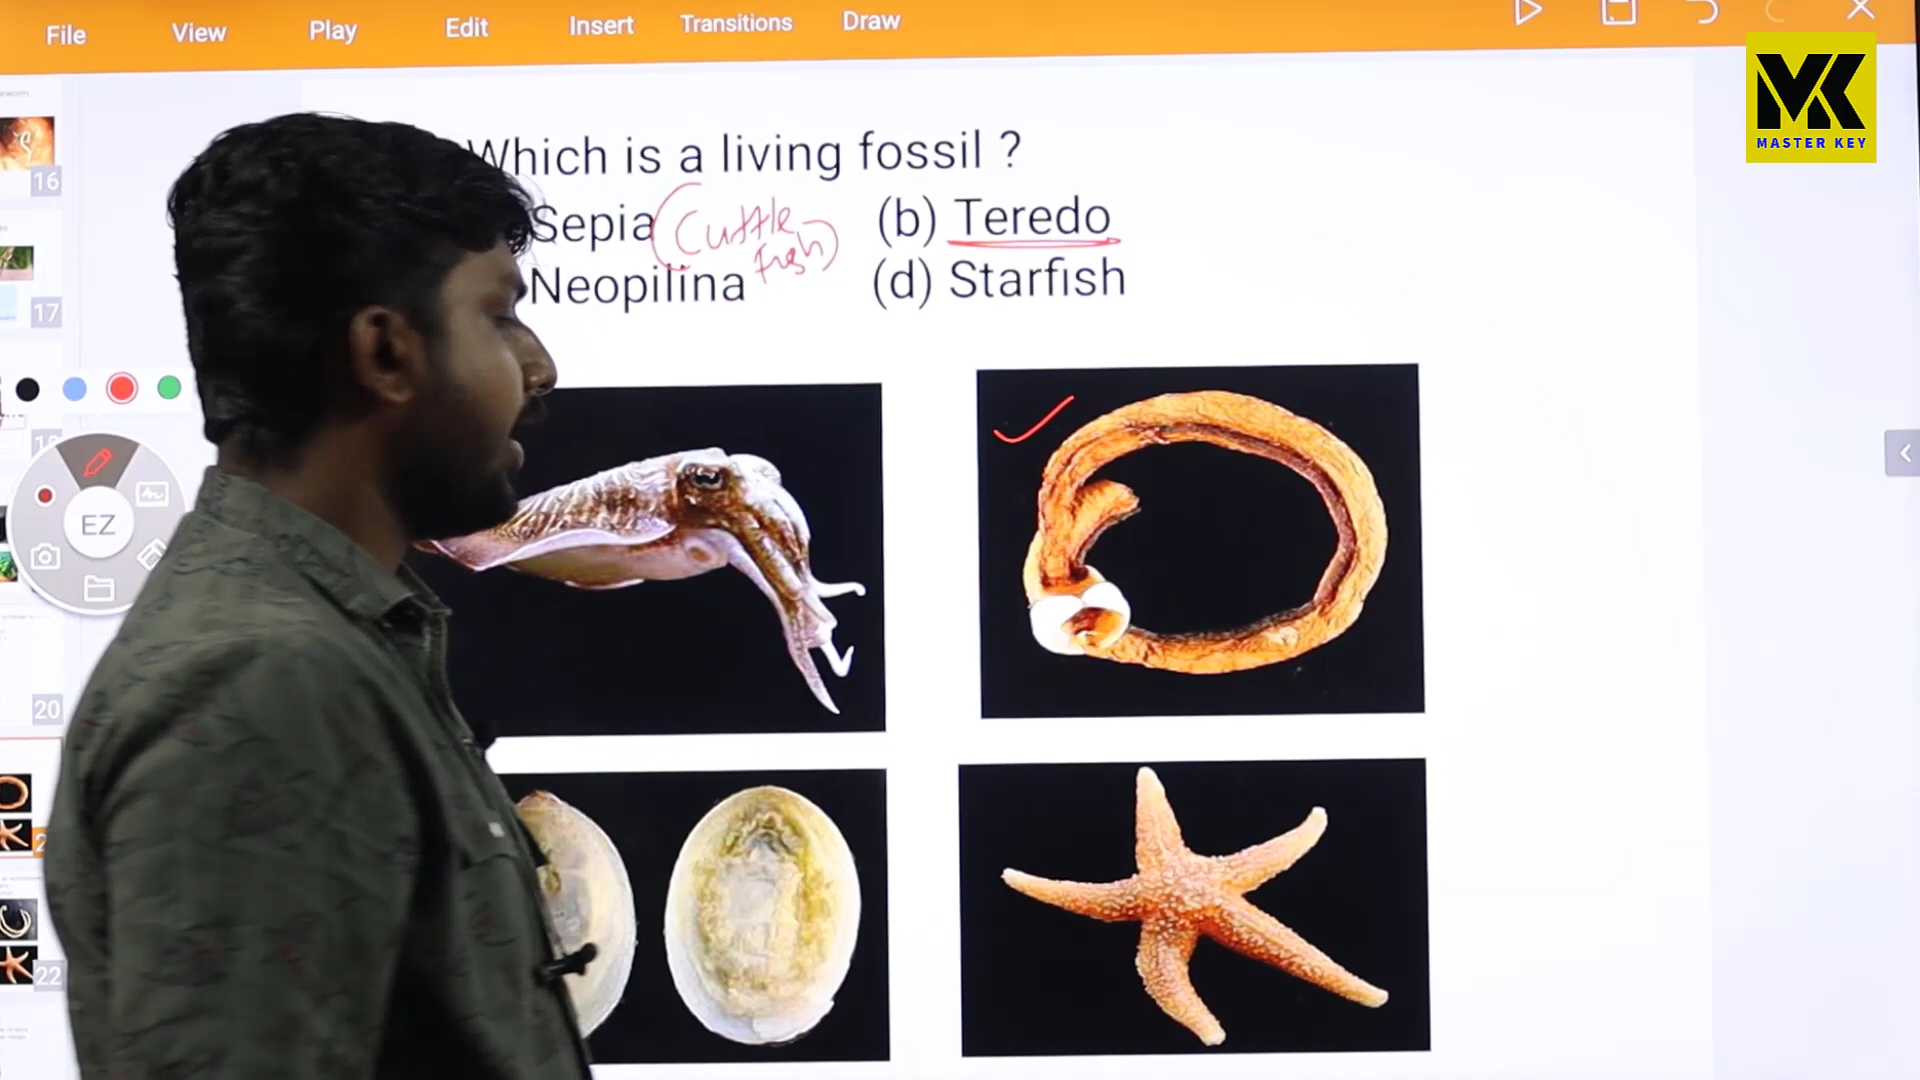 File View Play Edit Insert Transitions Draw
MK
MASTER KEY
Which is a living fossil ?
Sepia (Cuttle Fish) (b) Teredo
Neopilina (d) Starfish
16
17
EZ
20
22